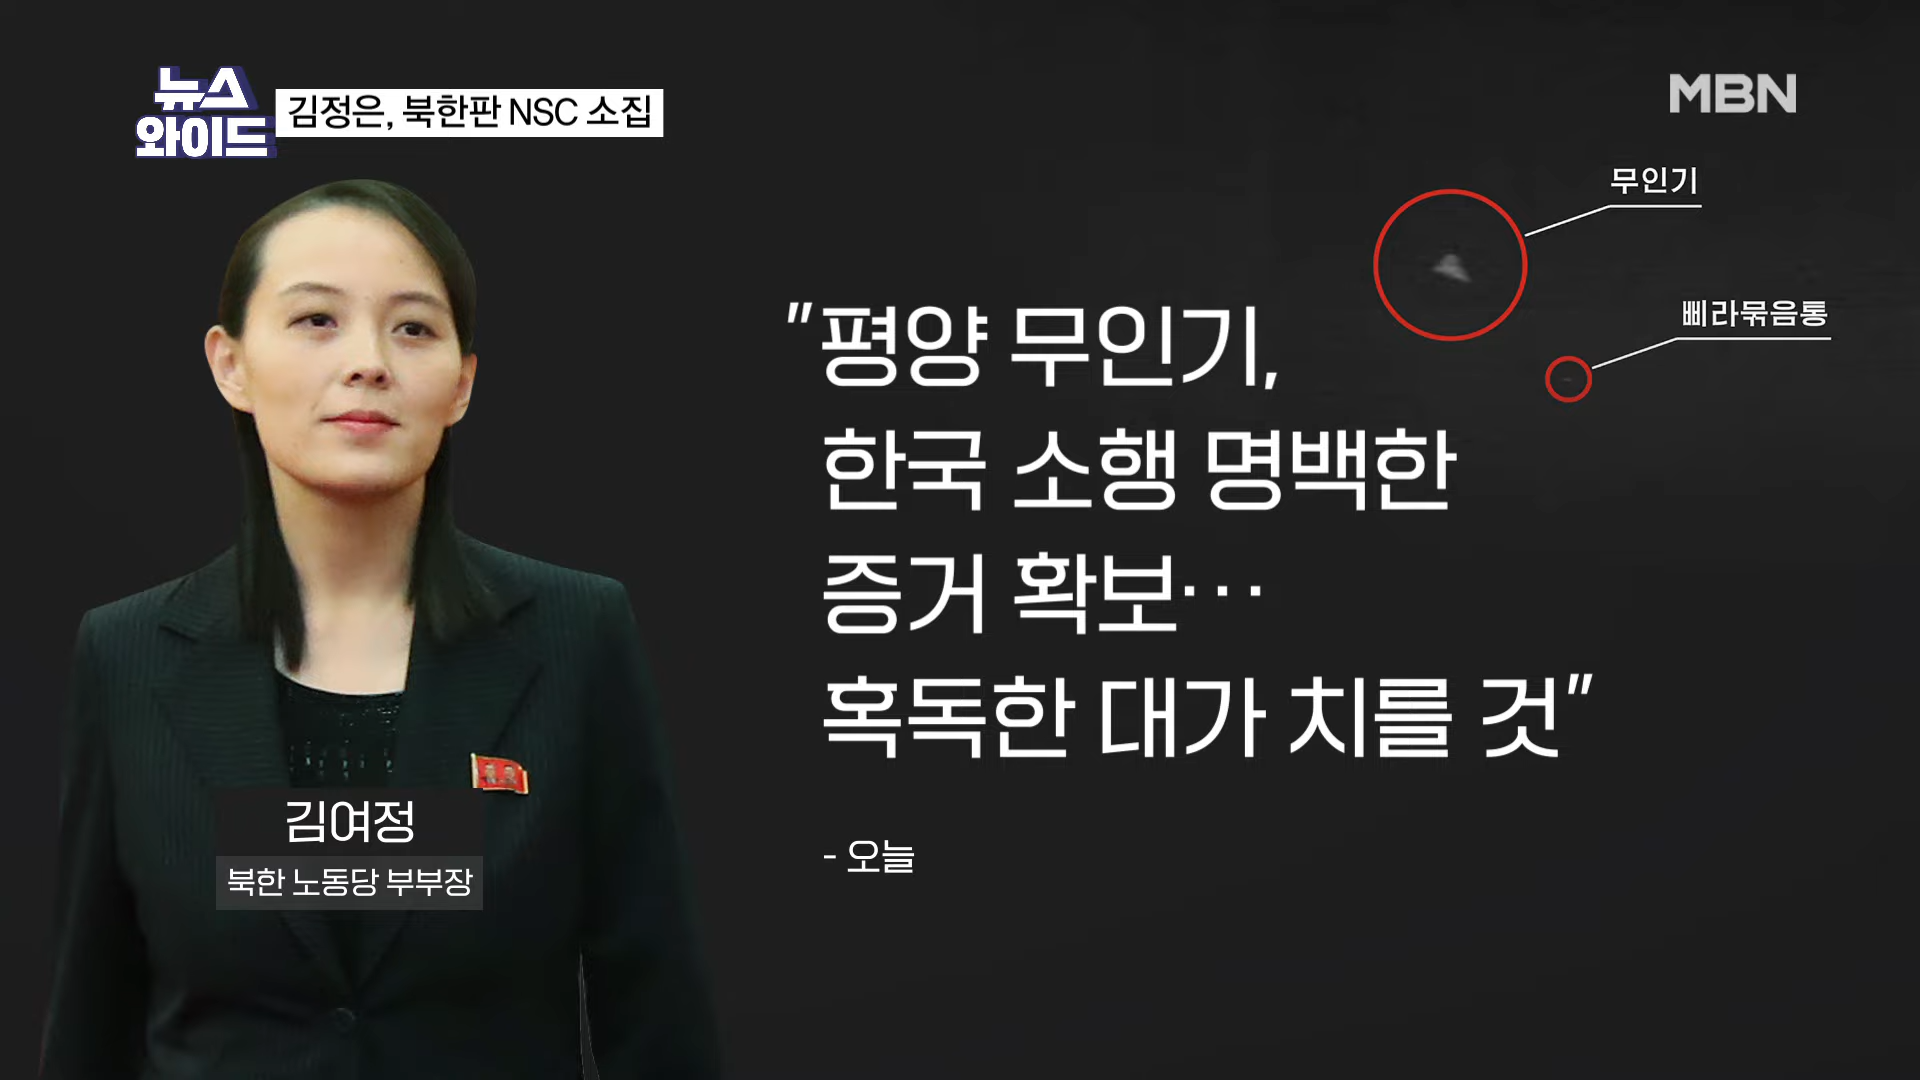 뉴스
와이드
김정은, 북한판 NSC 소집
MBN
무인기
삐라묶음통
"평양 무인기,
한국 소행 명백한
증거 확보…
혹독한 대가 치를 것"
- 오늘
김여정
북한 노동당 부부장